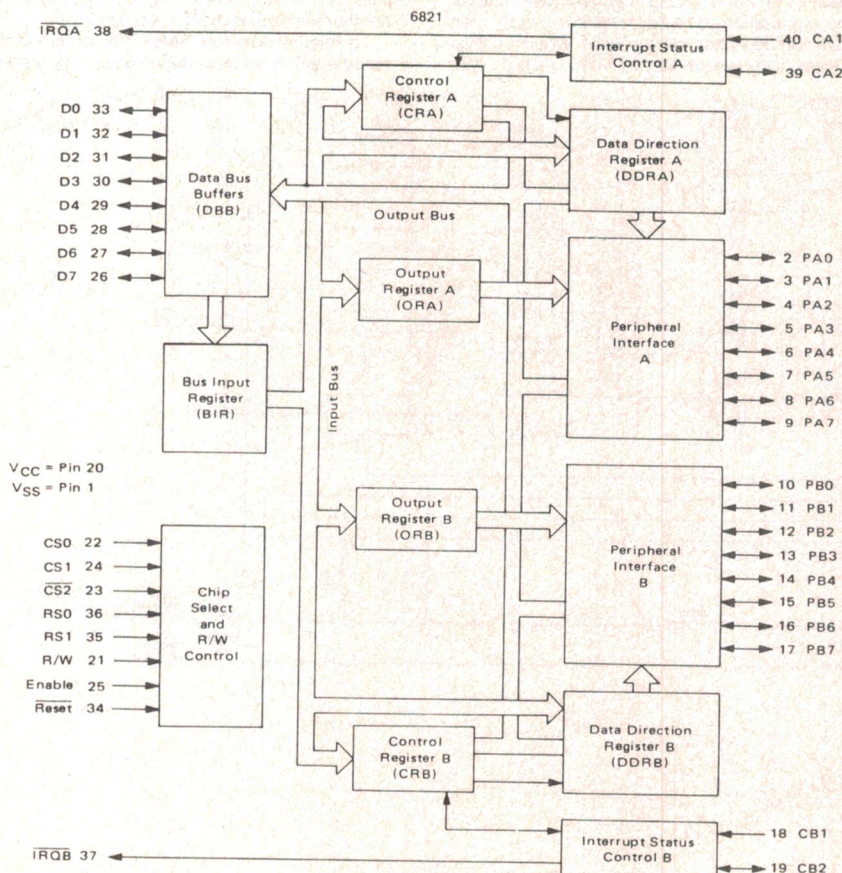 6821
IRQA 38
40 CA1
39 CA2
Interrupt Status
Control A
Control
Register A
(CRA)
D0 33
D1 32
D2 31
D3 30
D4 29
D5 28
D6 27
D7 26
Data Bus
Buffers
(DBB)
Data Direction
Register A
(DDRA)
Output Bus
Output
Register A
(ORA)
Peripheral
Interface
A
2 PA0
3 PA1
4 PA2
5 PA3
6 PA4
7 PA5
8 PA6
9 PA7
Bus Input
Register
(BIR)
Input Bus
VCC = Pin 20
VSS = Pin 1
Output
Register B
(ORB)
Peripheral
Interface
B
10 PB0
11 PB1
12 PB2
13 PB3
14 PB4
15 PB5
16 PB6
17 PB7
CS0 22
CS1 24
CS2 23
RS0 36
RS1 35
R/W 21
Enable 25
Reset 34
Chip
Select
and
R/W
Control
Control
Register B
(CRB)
Data Direction
Register B
(DDRB)
IRQB 37
Interrupt Status
Control B
18 CB1
19 CB2